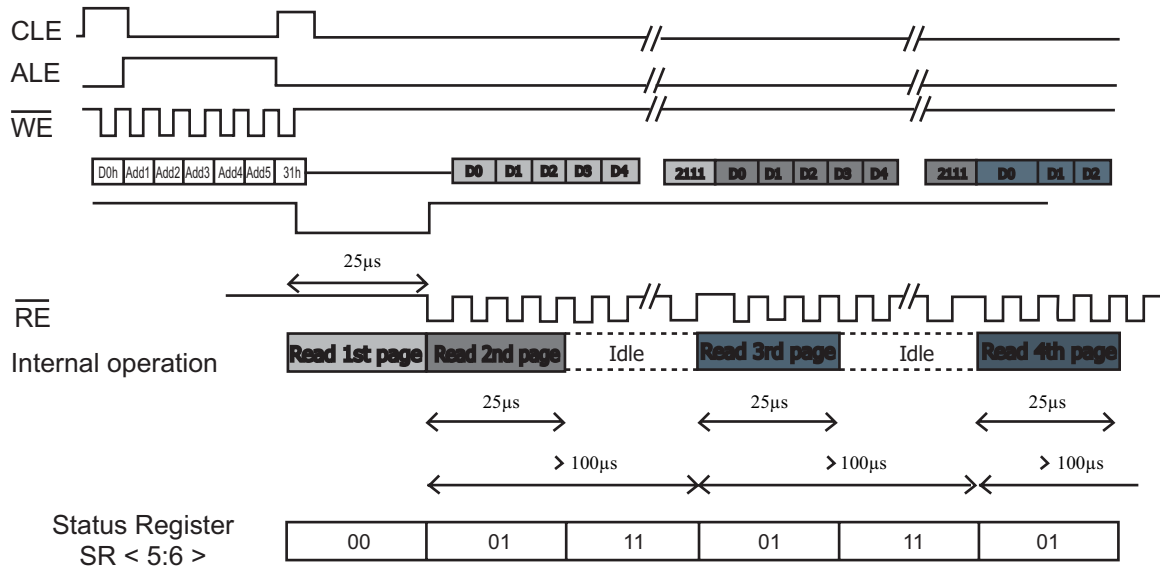 CLE
ALE
WE
D0h Add1 Add2 Add3 Add4 Add5 31h D0 D1 D2 D3 D4 2111 D0 D1 D2 D3 D4 2111 D0 D1 D2
25µs
RE
Internal operation Read 1st page Read 2nd page Idle Read 3rd page Idle Read 4th page
25µs 25µs 25µs
> 100µs > 100µs > 100µs
Status Register
SR < 5:6 >
00 01 11 01 11 01